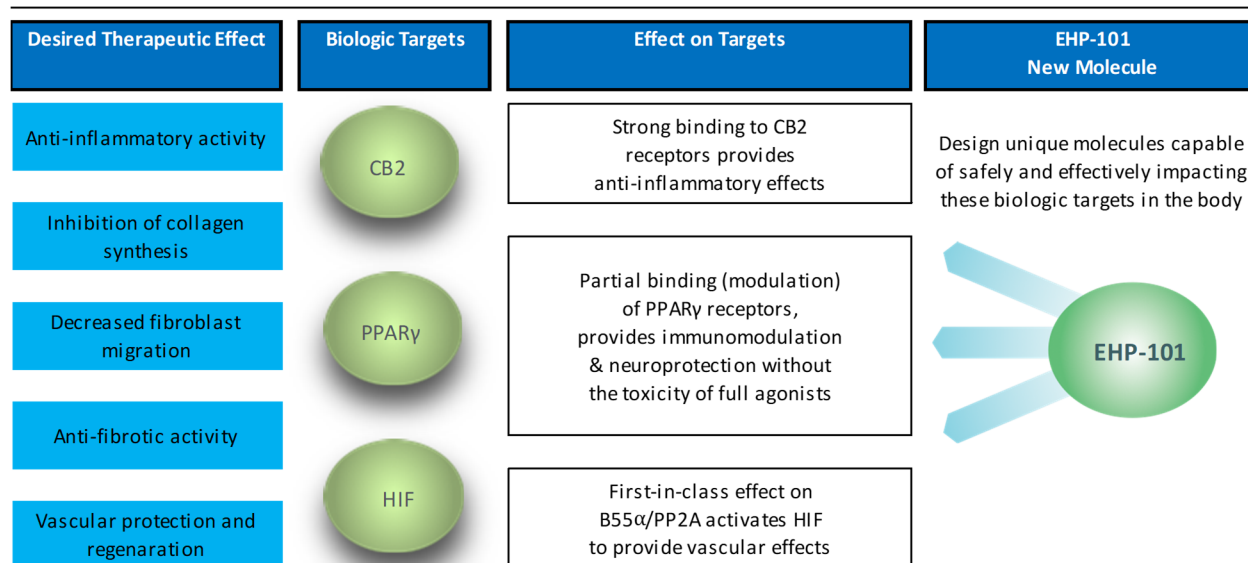 Desired Therapeutic Effect
Biologic Targets
Effect on Targets
EHP-101
New Molecule
Anti-inflammatory activity
Inhibition of collagen
synthesis
Decreased fibroblast
migration
Anti-fibrotic activity
Vascular protection and
regenaration
CB2
PPARγ
HIF
Strong binding to CB2
receptors provides
anti-inflammatory effects
Partial binding (modulation)
of PPARγ receptors,
provides immunomodulation
& neuroprotection without
the toxicity of full agonists
First-in-class effect on
B55α/PP2A activates HIF
to provide vascular effects
Design unique molecules capable
of safely and effectively impacting
these biologic targets in the body
EHP-101